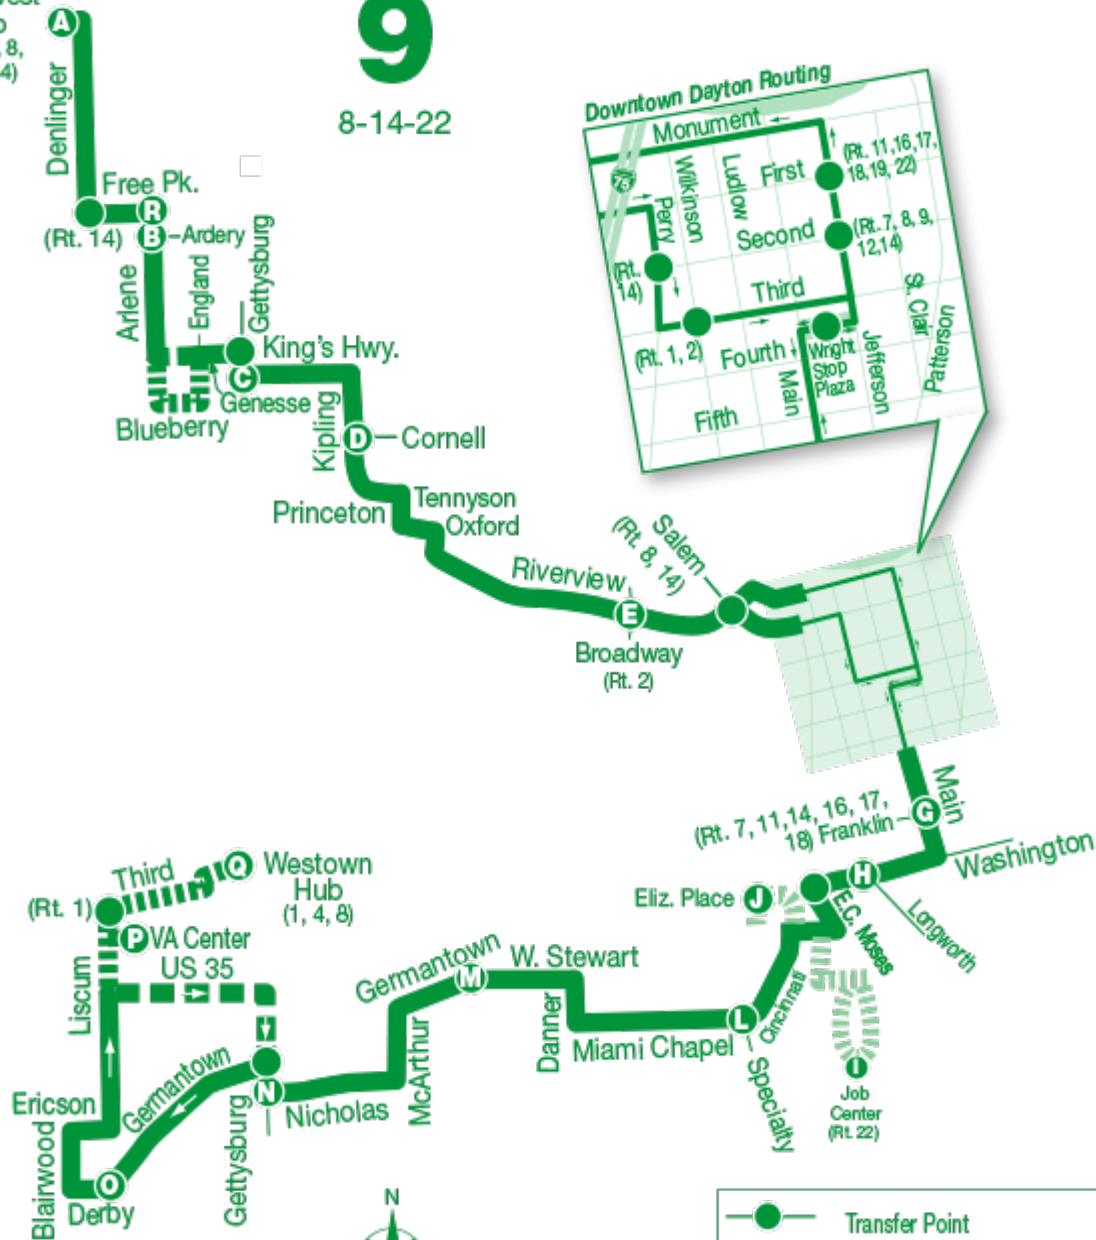 A
8,
4)
9
8-14-22
Denlinger
Free Pk.
R
(Rt. 14)
B
Ardery
Arlene
England
Gettysburg
King's Hwy.
C
Genesse
Blueberry
Kipling
D
Cornell
Princeton
Tennyson
Oxford
Riverview
E
Broadway
(Rt. 2)
Salem
(Rt. 8, 14)
Downtown Dayton Routing
Monument
75
Perry
Wilkinson
Ludlow
First
(Rt. 11,16,17,
18,19, 22)
Second
(Rt. 7, 8, 9,
12,14)
(Rt.
14)
Third
(Rt. 1, 2)
Fourth
Wright
Stop
Plaza
Main
Jefferson
St. Clair
Patterson
Fifth
Main
G
(Rt. 7, 11,14, 16, 17,
18) Franklin
Washington
H
Longworth
Eliz. Place
J
E.C. Moses
Cincinnati
I
Job
Center
(Rt. 22)
L
Specialty
Miami Chapel
Danner
W. Stewart
M
Germantown
McArthur
Nicholas
N
Gettysburg
Germantown
O
Derby
Blairwood
Ericson
Liscum
US 35
P
VA Center
(Rt. 1)
Third
Q
Westown
Hub
(1, 4, 8)
N
Transfer Point